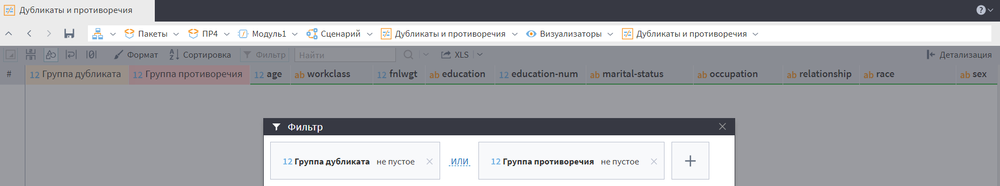 Дубликаты и противоречия
Пакеты ПР4 Модуль1 Сценарий Дубликаты и противоречия Визуализаторы Дубликаты и противоречия
Формат Сортировка Фильтр Найти XLS Детализация
# 12 Группа дубликата 12 Группа противоречия 12 age ab workclass 12 fnlwgt ab education 12 education-num ab marital-status ab occupation ab relationship ab race ab sex
Фильтр
12 Группа дубликата не пустое ИЛИ 12 Группа противоречия не пустое